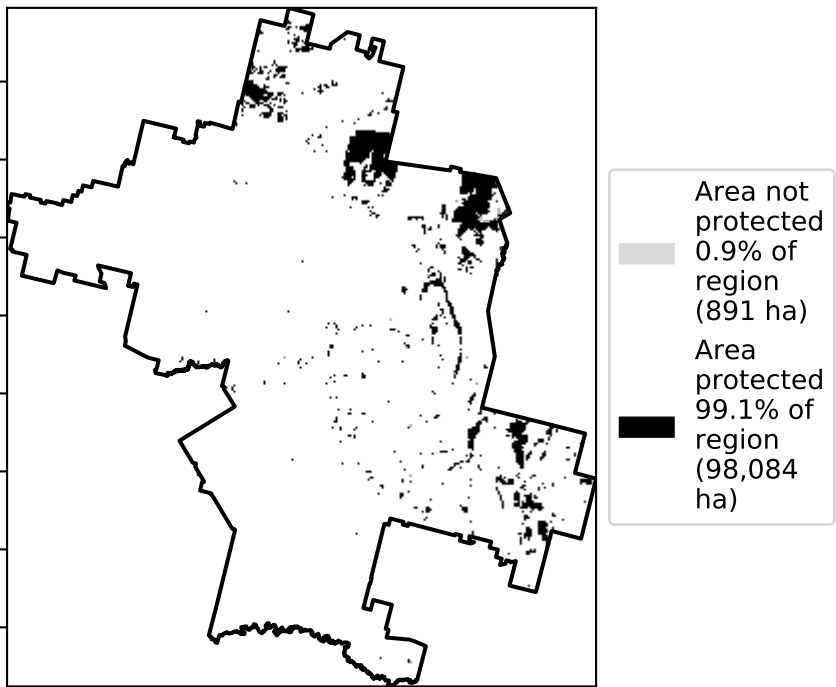 Area not
protected
0.9% of
region
(891 ha)
Area
protected
99.1% of
region
(98,084
ha)